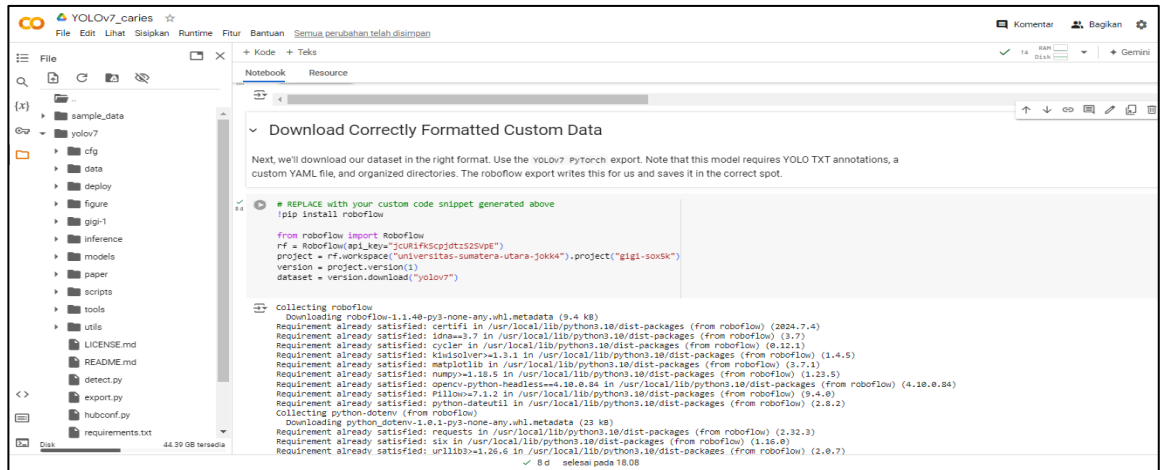 YOLOv7_caries
File Edit Lihat Sisipkan Runtime Fitur Bantuan Semua perubahan telah disimpan
Komentar
Bagikan
File
+ Kode + Teks
RAM
Disk
Gemini
Notebook Resource
..
sample_data
yolov7
cfg
data
deploy
figure
gigi-1
inference
models
paper
scripts
tools
utils
LICENSE.md
README.md
detect.py
export.py
hubconf.py
requirements.txt
Disk 44.39 GB tersedia
Download Correctly Formatted Custom Data
Next, we'll download our dataset in the right format. Use the YOLOv7 PyTorch export. Note that this model requires YOLO TXT annotations, a
custom YAML file, and organized directories. The roboflow export writes this for us and saves it in the correct spot.
8 d
# REPLACE with your custom code snippet generated above
!pip install roboflow
from roboflow import Roboflow
rf = Roboflow(api_key="jcURifkScpjdtzS2SVpE")
project = rf.workspace("universitas-sumatera-utara-jokk4").project("gigi-sox5k")
version = project.version(1)
dataset = version.download("yolov7")
Collecting roboflow
Downloading roboflow-1.1.40-py3-none-any.whl.metadata (9.4 kB)
Requirement already satisfied: certifi in /usr/local/lib/python3.10/dist-packages (from roboflow) (2024.7.4)
Requirement already satisfied: idna==3.7 in /usr/local/lib/python3.10/dist-packages (from roboflow) (3.7)
Requirement already satisfied: cycler in /usr/local/lib/python3.10/dist-packages (from roboflow) (0.12.1)
Requirement already satisfied: kiwisolver>=1.3.1 in /usr/local/lib/python3.10/dist-packages (from roboflow) (1.4.5)
Requirement already satisfied: matplotlib in /usr/local/lib/python3.10/dist-packages (from roboflow) (3.7.1)
Requirement already satisfied: numpy>=1.18.5 in /usr/local/lib/python3.10/dist-packages (from roboflow) (1.23.5)
Requirement already satisfied: opencv-python-headless==4.10.0.84 in /usr/local/lib/python3.10/dist-packages (from roboflow) (4.10.0.84)
Requirement already satisfied: Pillow>=7.1.2 in /usr/local/lib/python3.10/dist-packages (from roboflow) (9.4.0)
Requirement already satisfied: python-dateutil in /usr/local/lib/python3.10/dist-packages (from roboflow) (2.8.2)
Collecting python-dotenv (from roboflow)
Downloading python_dotenv-1.0.1-py3-none-any.whl.metadata (23 kB)
Requirement already satisfied: requests in /usr/local/lib/python3.10/dist-packages (from roboflow) (2.32.3)
Requirement already satisfied: six in /usr/local/lib/python3.10/dist-packages (from roboflow) (1.16.0)
Requirement already satisfied: urllib3>=1.26.6 in /usr/local/lib/python3.10/dist-packages (from roboflow) (2.0.7)
8 d selesai pada 18.08